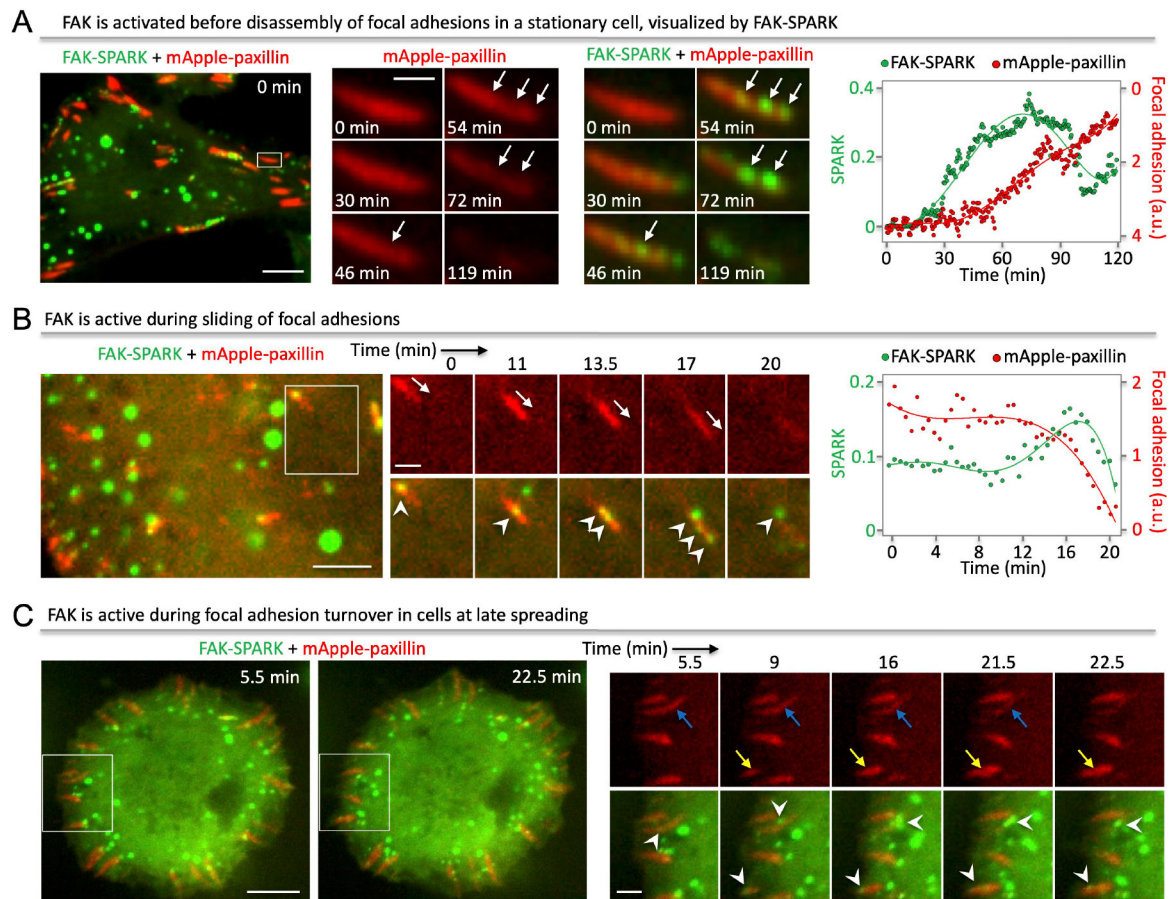 A FAK is activated before disassembly of focal adhesions in a stationary cell, visualized by FAK-SPARK
FAK-SPARK + mApple-paxillin
0 min
mApple-paxillin
0 min
54 min
30 min
72 min
46 min
119 min
FAK-SPARK + mApple-paxillin
0 min
54 min
30 min
72 min
46 min
119 min
FAK-SPARK mApple-paxillin
SPARK
0.4
0.2
0
0
2
4
Focal adhesion (a.u.)
0 30 60 90 120
Time (min)
B FAK is active during sliding of focal adhesions
FAK-SPARK + mApple-paxillin
Time (min)
0 11 13.5 17 20
FAK-SPARK mApple-paxillin
SPARK
0.2
0.1
0
2
1
0
Focal adhesion (a.u.)
0 4 8 12 16 20
Time (min)
C FAK is active during focal adhesion turnover in cells at late spreading
FAK-SPARK + mApple-paxillin
5.5 min
22.5 min
Time (min)
5.5 9 16 21.5 22.5